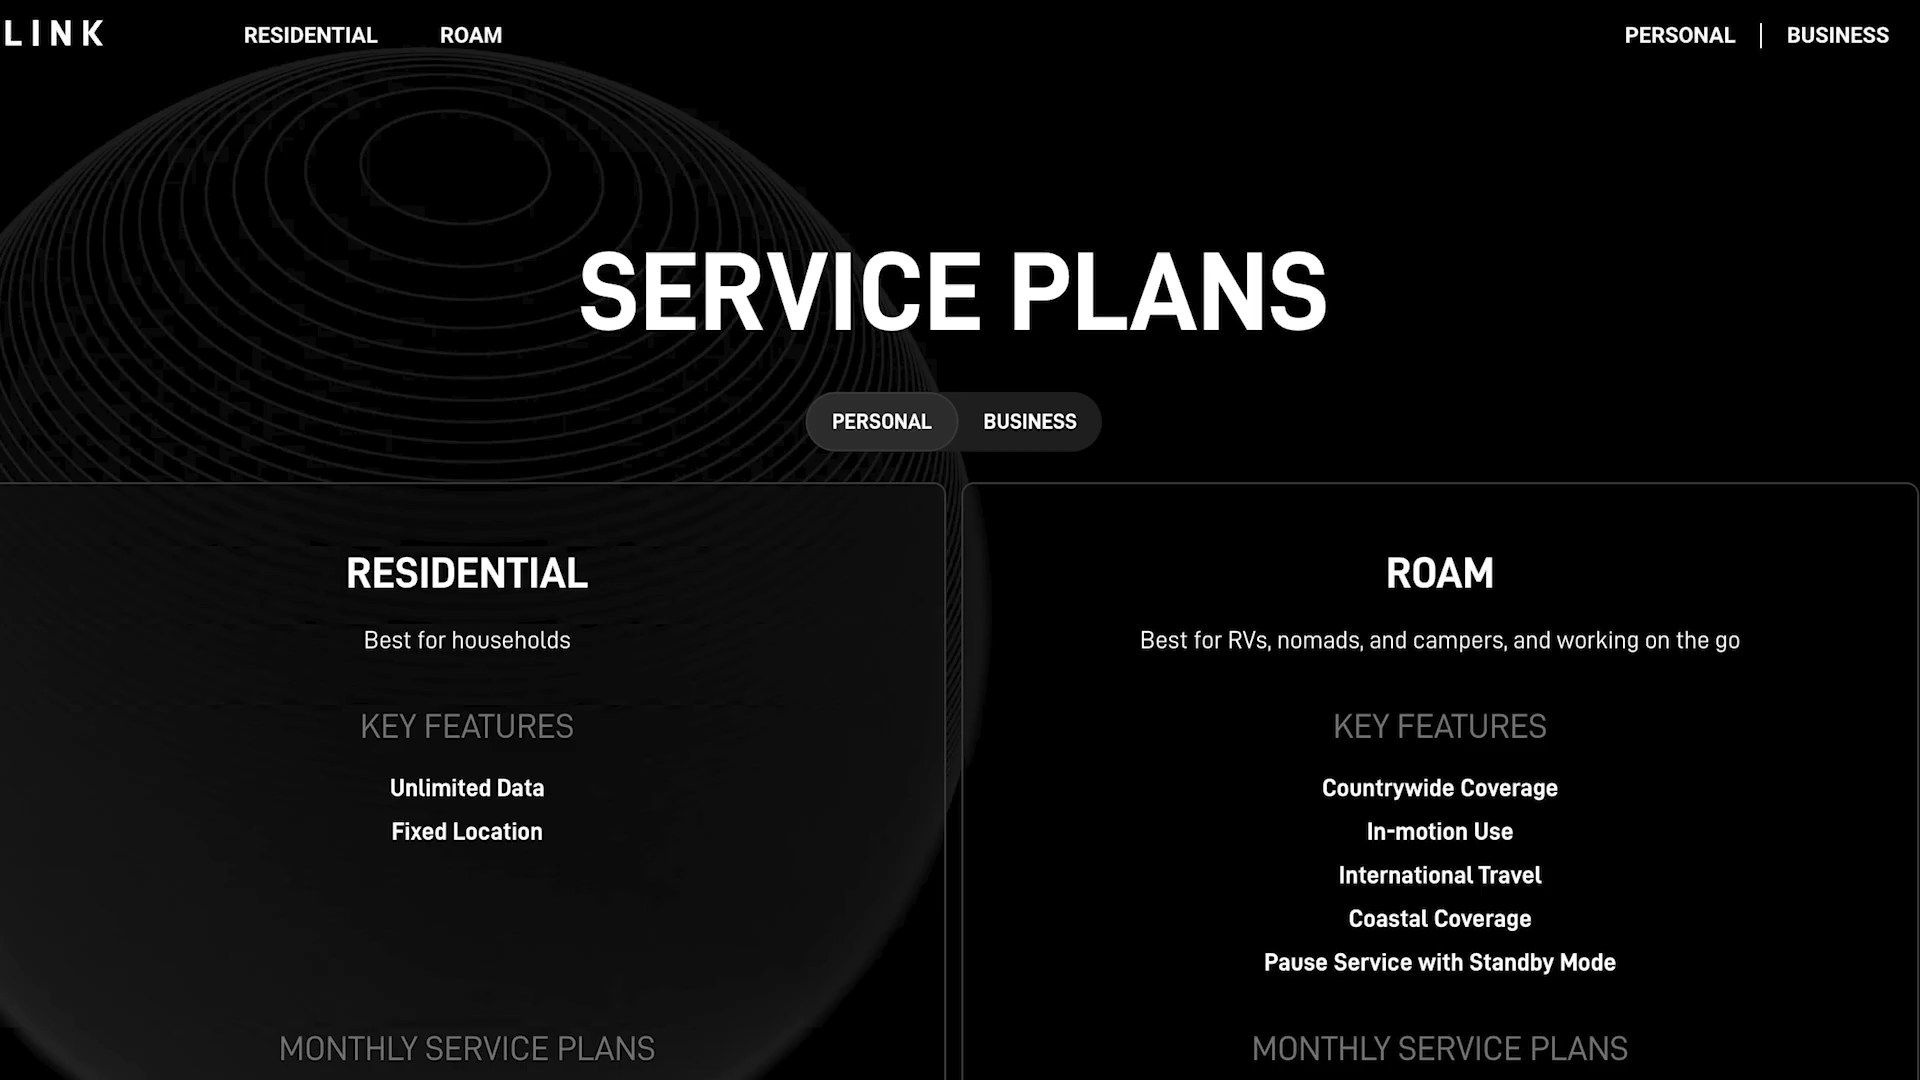 LINK
RESIDENTIAL ROAM
PERSONAL | BUSINESS
SERVICE PLANS
PERSONAL BUSINESS
RESIDENTIAL
Best for households
KEY FEATURES
Unlimited Data
Fixed Location
MONTHLY SERVICE PLANS
ROAM
Best for RVs, nomads, and campers, and working on the go
KEY FEATURES
Countrywide Coverage
In-motion Use
International Travel
Coastal Coverage
Pause Service with Standby Mode
MONTHLY SERVICE PLANS